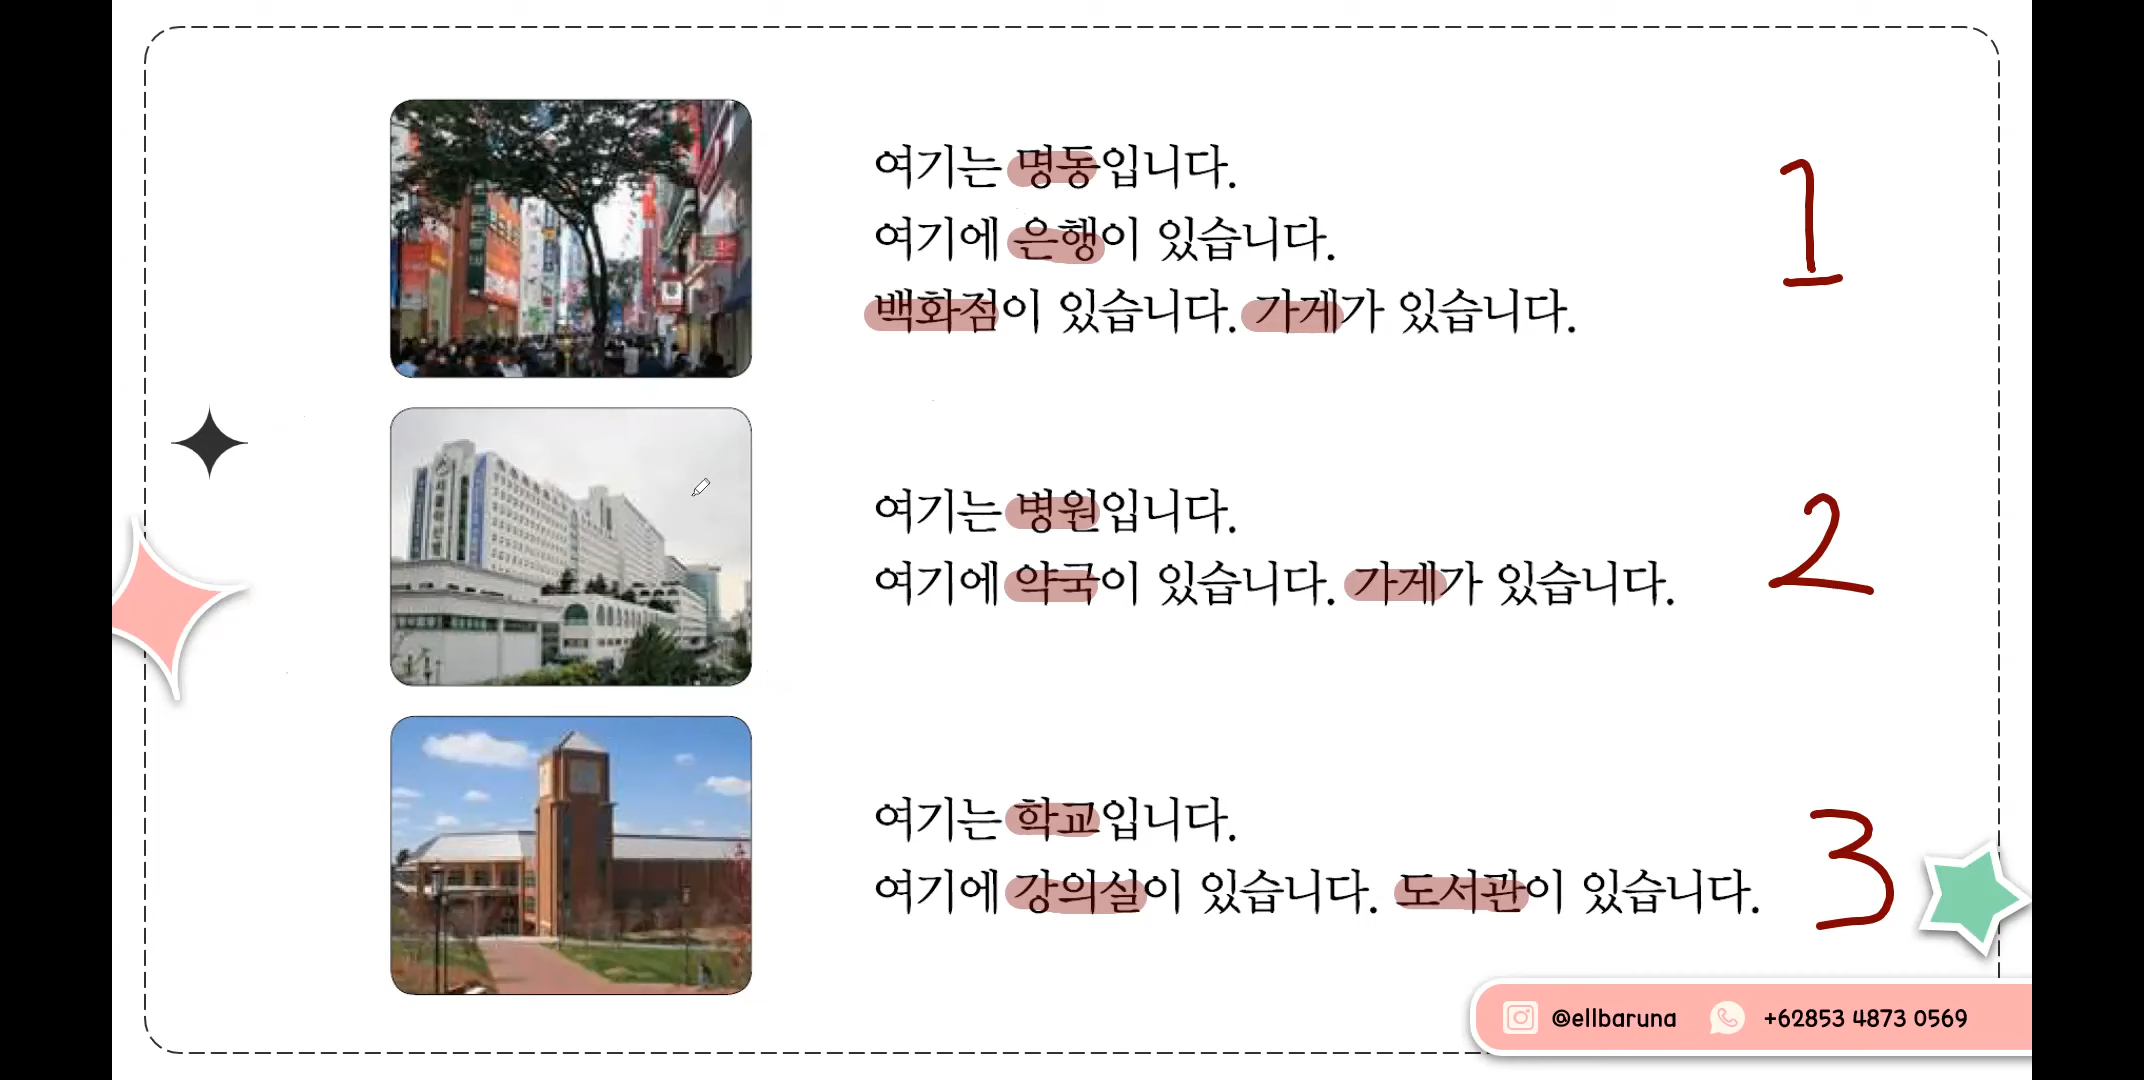 여기는 명동입니다.
여기에 은행이 있습니다.
백화점이 있습니다. 가게가 있습니다.
1
여기는 병원입니다.
여기에 약국이 있습니다. 가게가 있습니다.
2
여기는 학교입니다.
여기에 강의실이 있습니다. 도서관이 있습니다.
3
@ellbaruna +62853 4873 0569